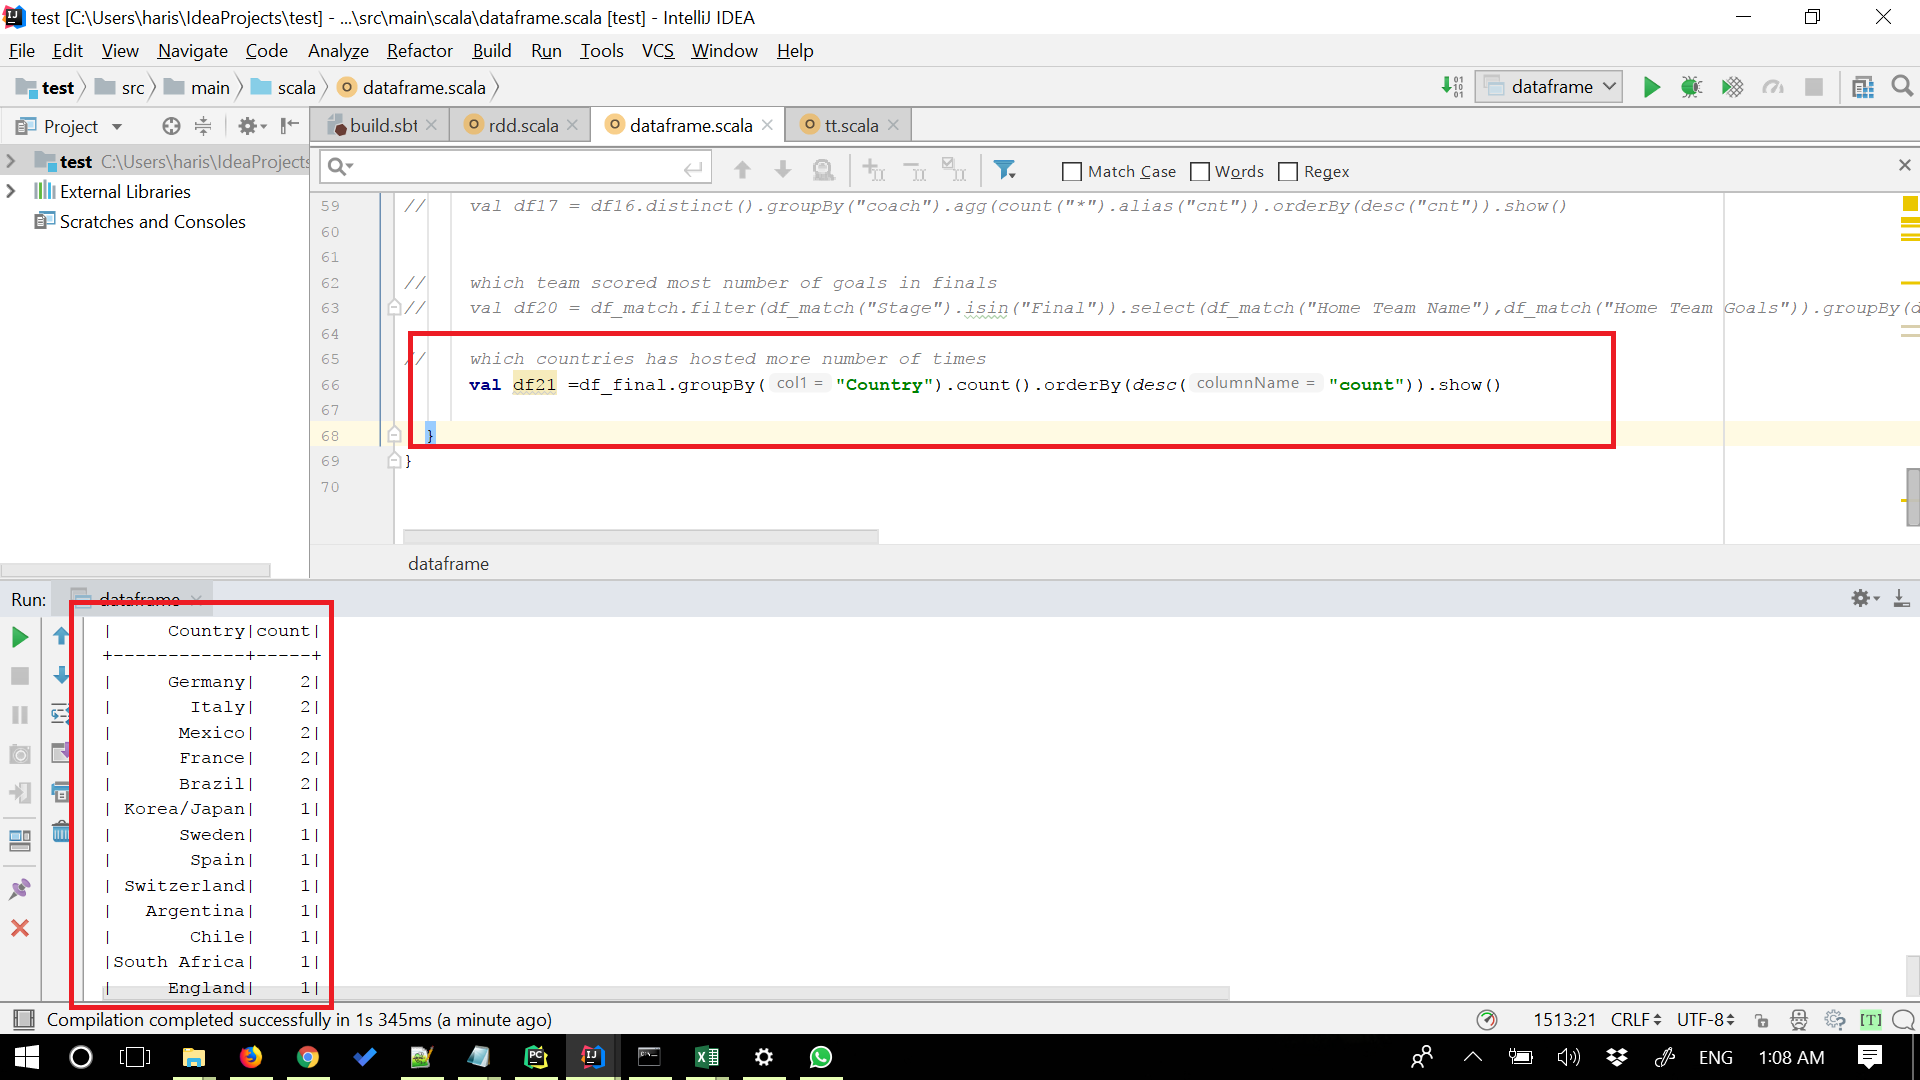 test [C:\Users\haris\IdeaProjects\test] - ...\src\main\scala\dataframe.scala [test] - IntelliJ IDEA
File Edit View Navigate Code Analyze Refactor Build Run Tools VCS Window Help
test src main scala dataframe.scala dataframe
Project build.sbt rdd.scala dataframe.scala tt.scala
test C:\Users\haris\IdeaProjects
Match Case Words Regex
External Libraries
Scratches and Consoles
59 // val df17 = df16.distinct().groupBy("coach").agg(count("*").alias("cnt")).orderBy(desc("cnt")).show()
60
61
62 // which team scored most number of goals in finals
63 // val df20 = df_match.filter(df_match("Stage").isin("Final")).select(df_match("Home Team Name"),df_match("Home Team Goals")).groupBy(d
64
65 // which countries has hosted more number of times
66 val df21 =df_final.groupBy( col1 = "Country").count().orderBy(desc( columnName = "count")).show()
67
68 }
69 }
70
dataframe
Run: dataframe
| Country|count|
+------------+-----+
| Germany| 2|
| Italy| 2|
| Mexico| 2|
| France| 2|
| Brazil| 2|
| Korea/Japan| 1|
| Sweden| 1|
| Spain| 1|
| Switzerland| 1|
| Argentina| 1|
| Chile| 1|
|South Africa| 1|
| England| 1|
Compilation completed successfully in 1s 345ms (a minute ago) 1513:21 CRLF UTF-8 [T]
ENG 1:08 AM